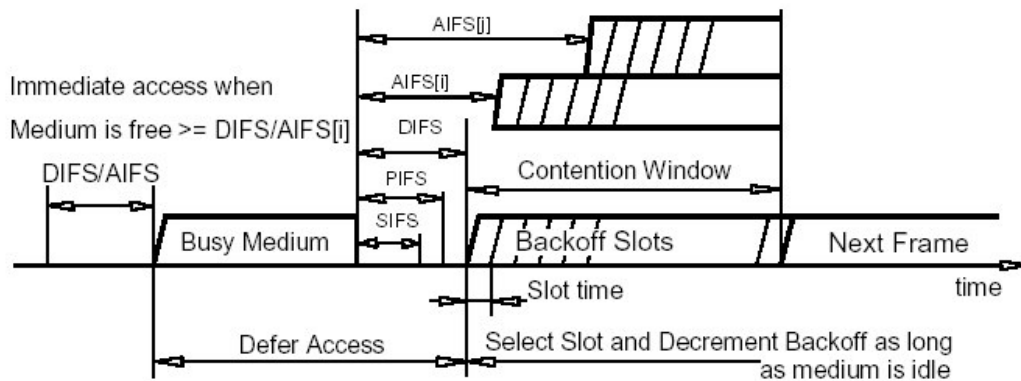 AIFS[j]
Immediate access when
AIFS[i]
Medium is free >= DIFS/AIFS[i]
DIFS
DIFS/AIFS
PIFS
Contention Window
SIFS
Busy Medium
Backoff Slots
Next Frame
Slot time
time
Defer Access
Select Slot and Decrement Backoff as long
as medium is idle